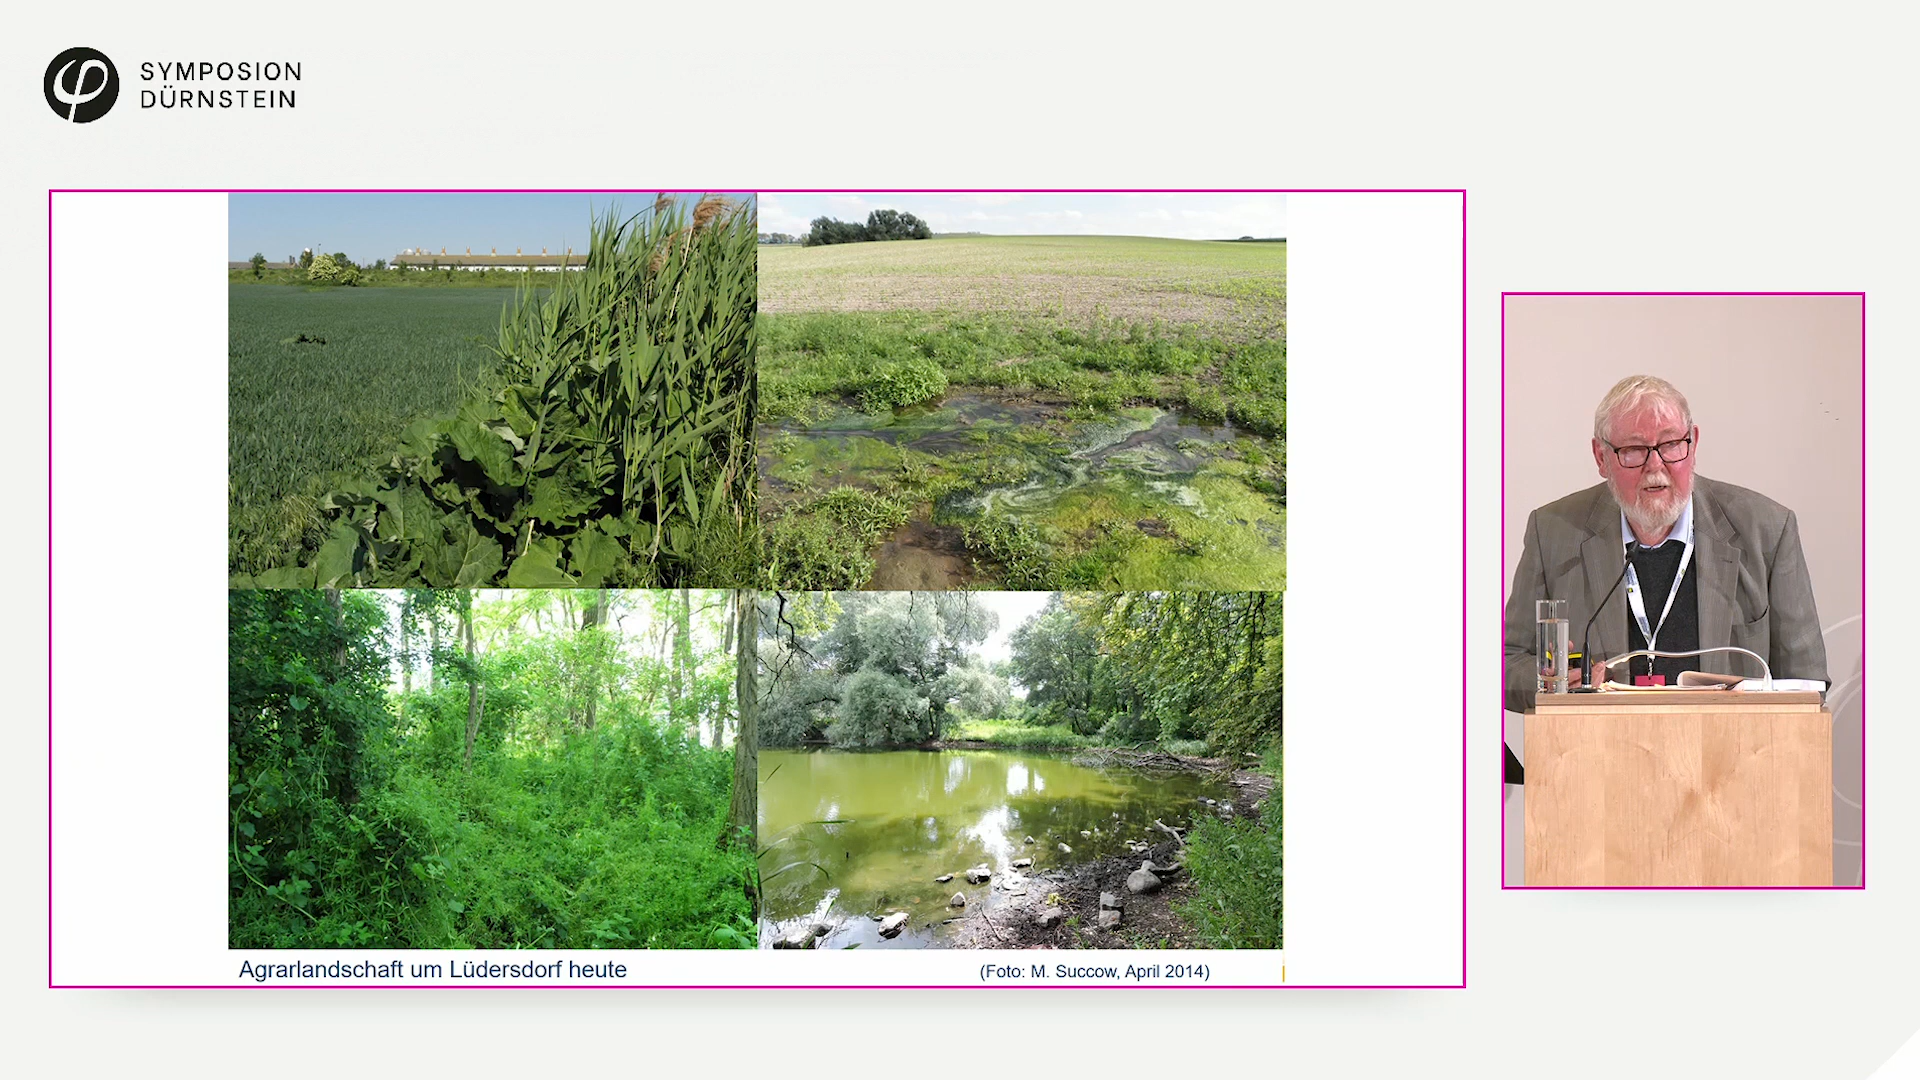 SYMPOSION
DÜRNSTEIN
Agrarlandschaft um Lüdersdorf heute
(Foto: M. Succow, April 2014)